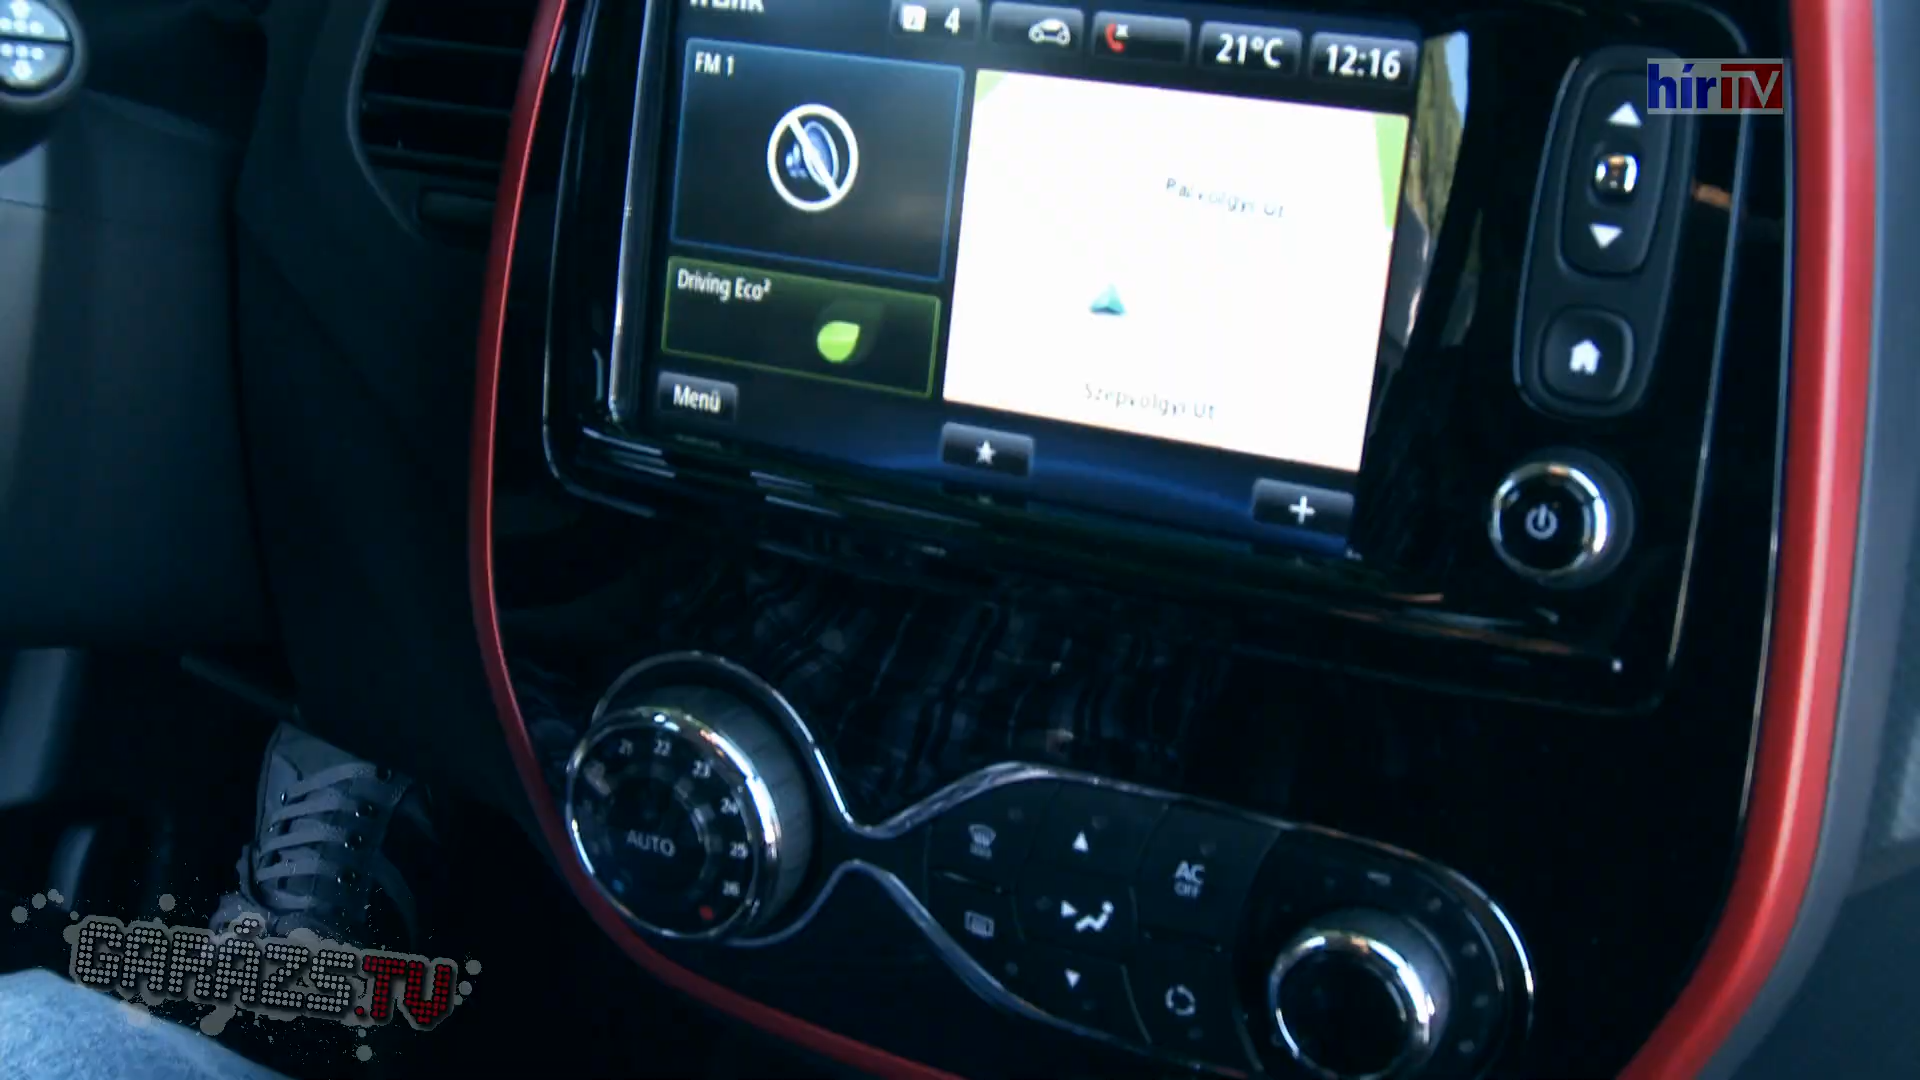 4
21°C
12:16
hírTV
FM 1
Pálvölgyi Út
Driving Eco²
Szépvölgyi Út
Menü
21
22
23
24
25
26
AUTO
AC
OFF
GARÁZS.TV